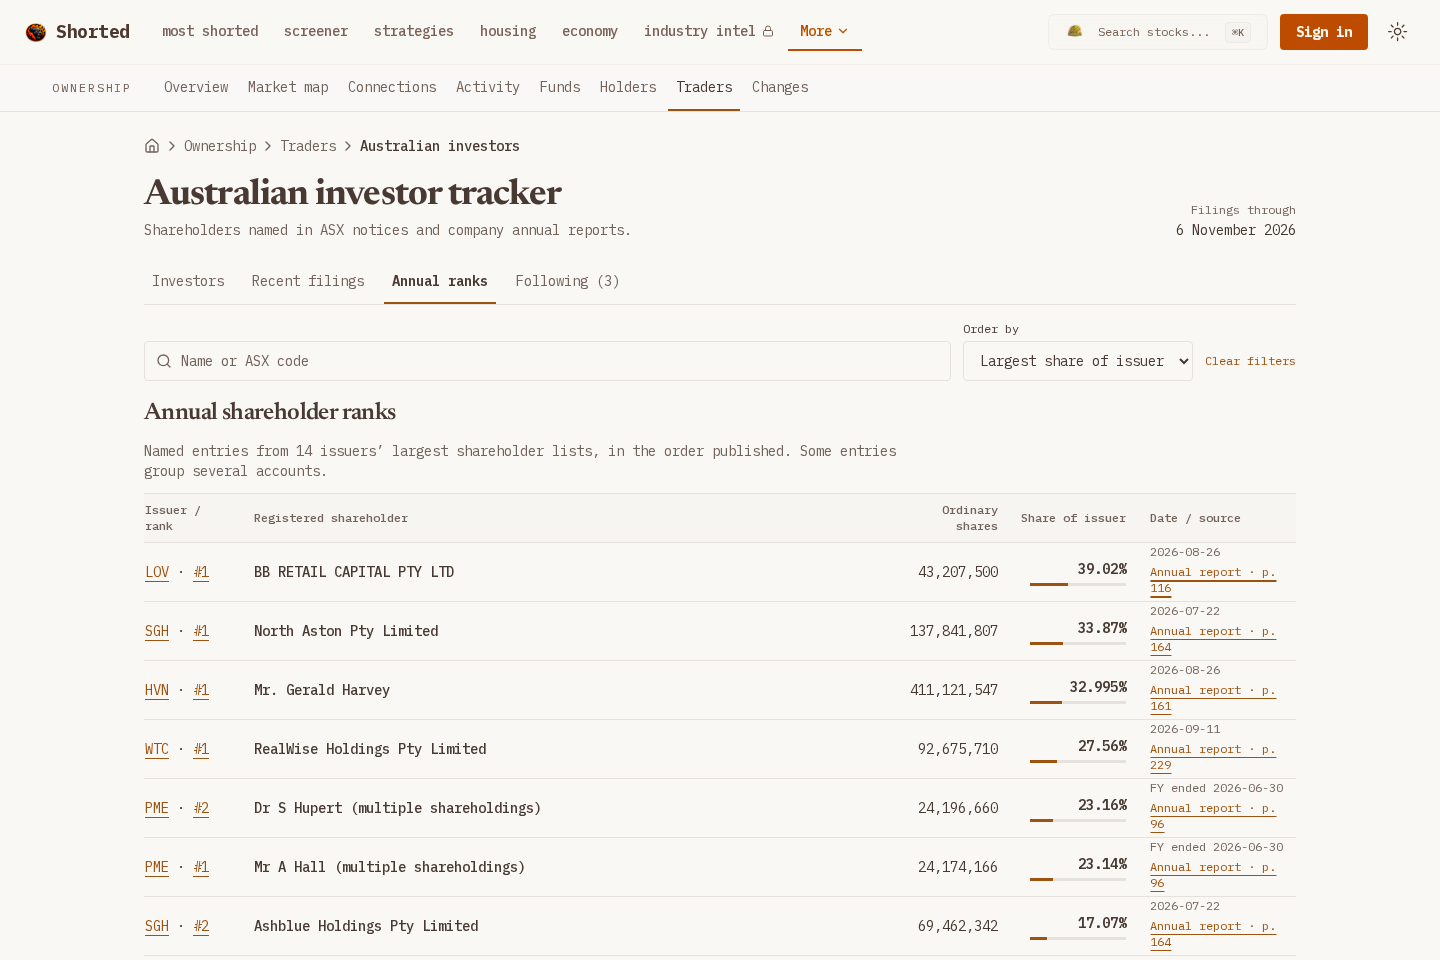 Shorted most shorted screener strategies housing economy industry intel More Search stocks... ⌘K Sign in
OWNERSHIP Overview Market map Connections Activity Funds Holders Traders Changes
Ownership Traders Australian investors
Australian investor tracker
Shareholders named in ASX notices and company annual reports.
Filings through
6 November 2026
Investors Recent filings Annual ranks Following (3)
Order by
Name or ASX code Largest share of issuer Clear filters
Annual shareholder ranks
Named entries from 14 issuers’ largest shareholder lists, in the order published. Some entries
group several accounts.
Issuer /
rank
Registered shareholder
Ordinary
shares
Share of issuer
Date / source
LOV · #1 BB RETAIL CAPITAL PTY LTD 43,207,500 39.02%
2026-08-26
Annual report · p.
116
SGH · #1 North Aston Pty Limited 137,841,807 33.87%
2026-07-22
Annual report · p.
164
HVN · #1 Mr. Gerald Harvey 411,121,547 32.995%
2026-08-26
Annual report · p.
161
WTC · #1 RealWise Holdings Pty Limited 92,675,710 27.56%
2026-09-11
Annual report · p.
229
PME · #2 Dr S Hupert (multiple shareholdings) 24,196,660 23.16%
FY ended 2026-06-30
Annual report · p.
96
PME · #1 Mr A Hall (multiple shareholdings) 24,174,166 23.14%
FY ended 2026-06-30
Annual report · p.
96
SGH · #2 Ashblue Holdings Pty Limited 69,462,342 17.07%
2026-07-22
Annual report · p.
164